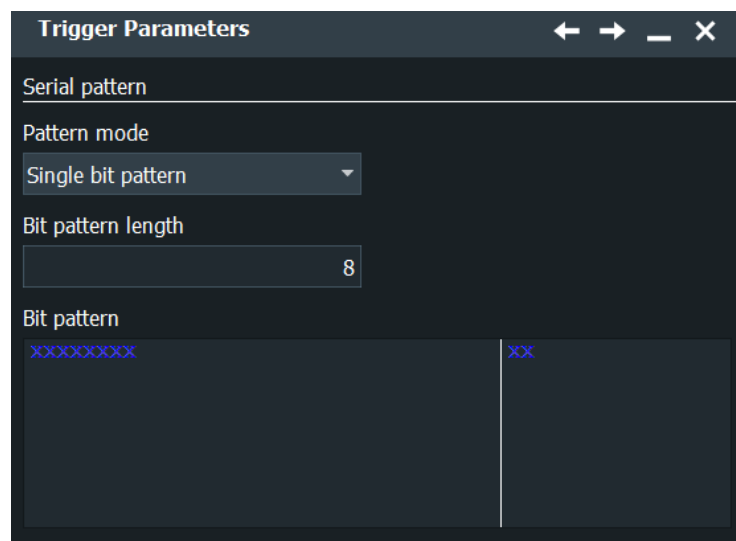 Trigger Parameters
Serial pattern
Pattern mode
Single bit pattern
Bit pattern length
8
Bit pattern
XXXXXXXX XX